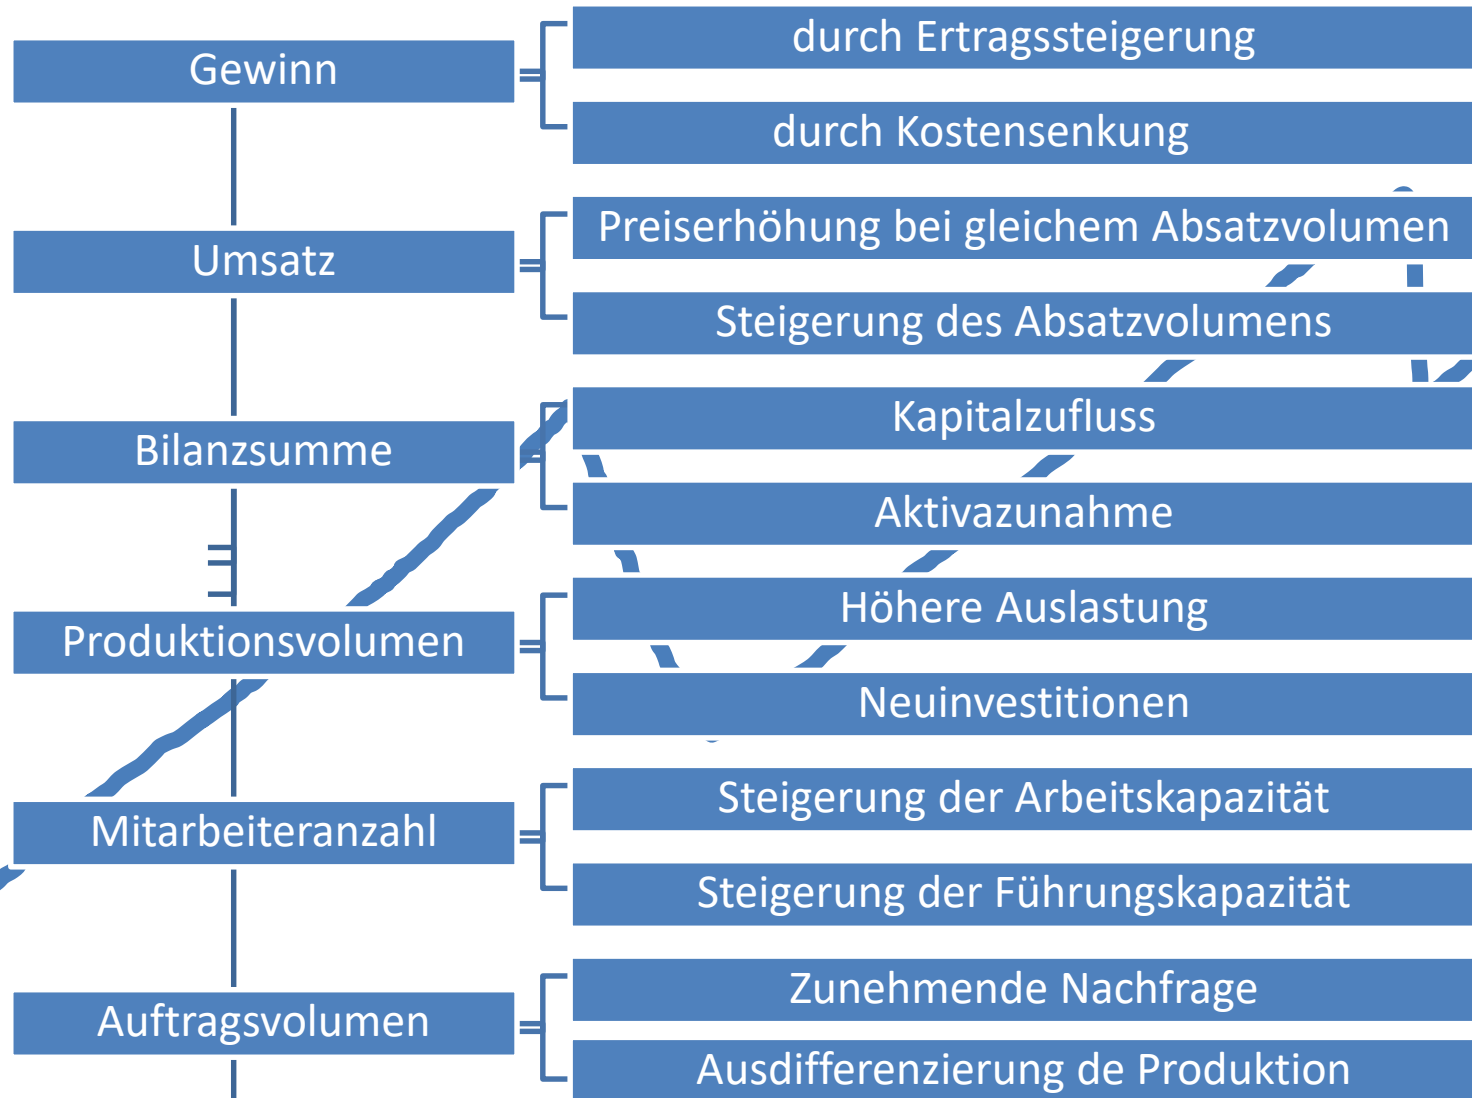 Gewinn
durch Ertragssteigerung
durch Kostensenkung
Umsatz
Preiserhöhung bei gleichem Absatzvolumen
Steigerung des Absatzvolumens
Bilanzsumme
Kapitalzufluss
Aktivazunahme
Produktionsvolumen
Höhere Auslastung
Neuinvestitionen
Mitarbeiteranzahl
Steigerung der Arbeitskapazität
Steigerung der Führungskapazität
Auftragsvolumen
Zunehmende Nachfrage
Ausdifferenzierung de Produktion